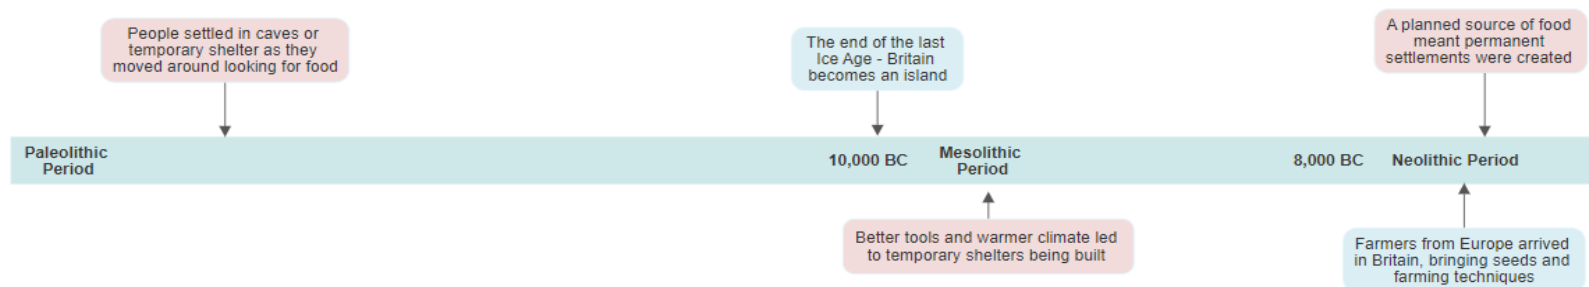 People settled in caves or
temporary shelter as they
moved around looking for food
The end of the last
Ice Age - Britain
becomes an island
A planned source of food
meant permanent
settlements were created
Paleolithic
Period
10,000 BC
Mesolithic
Period
8,000 BC
Neolithic Period
Better tools and warmer climate led
to temporary shelters being built
Farmers from Europe arrived
in Britain, bringing seeds and
farming techniques